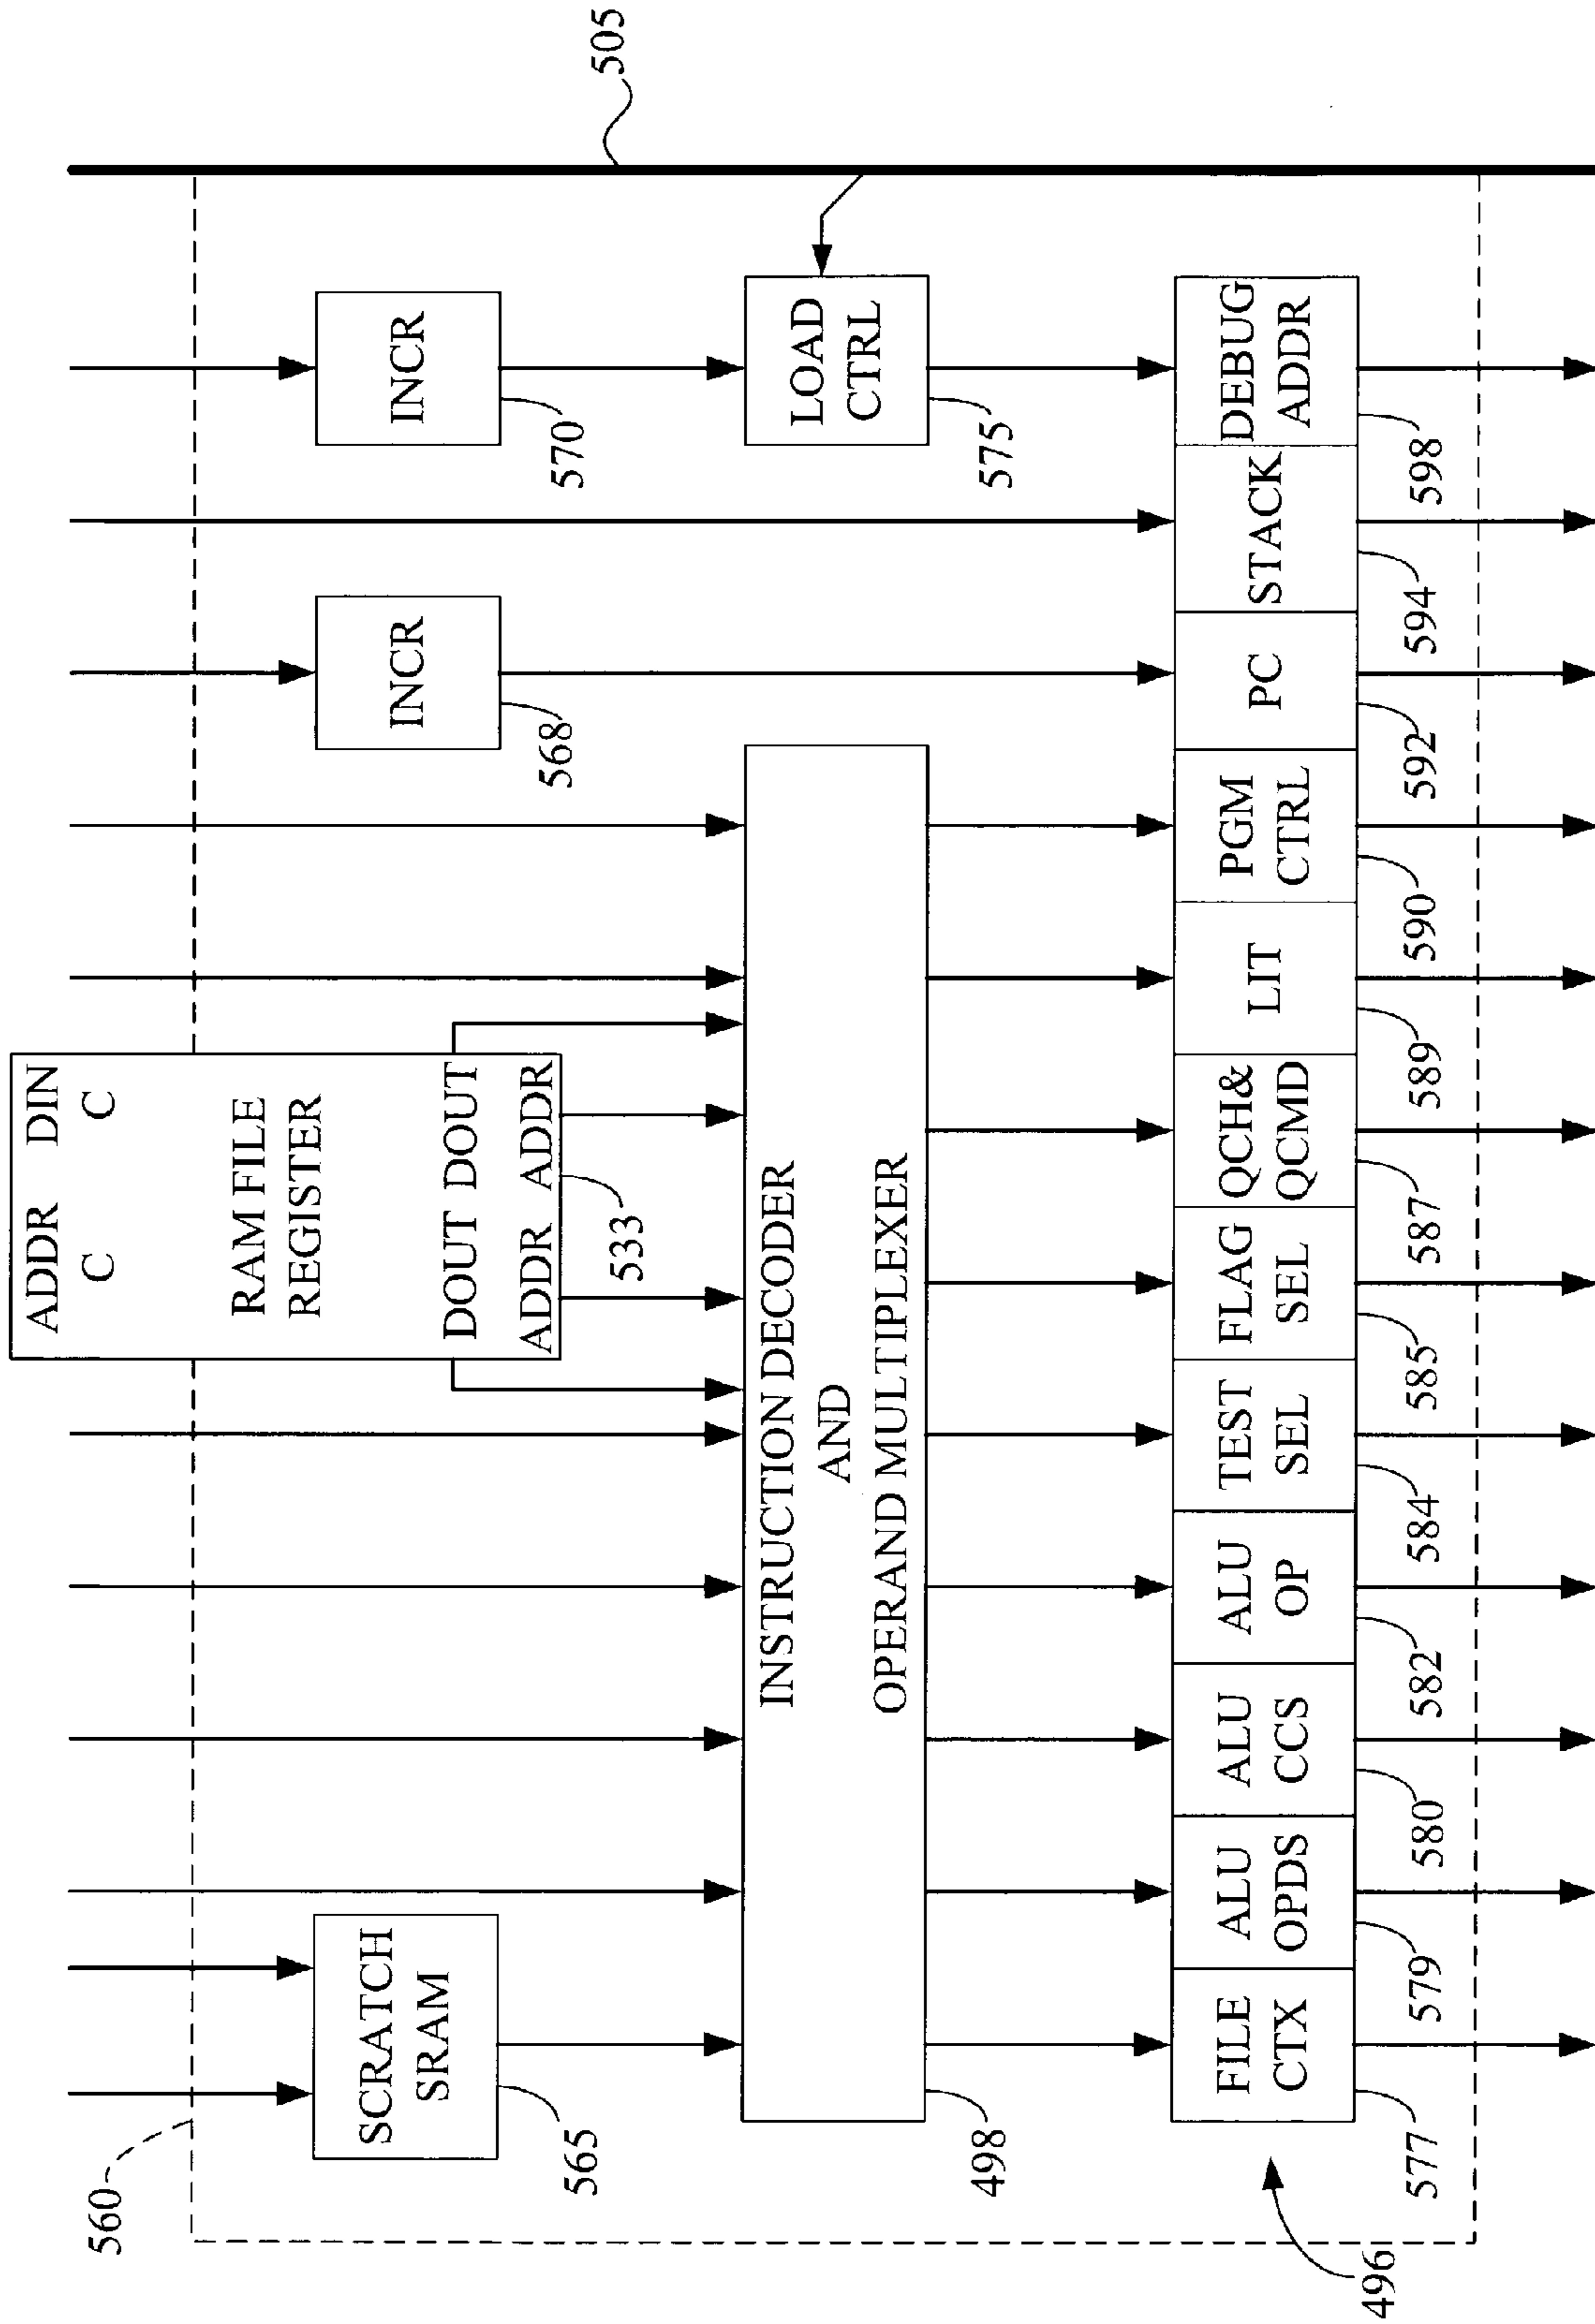 560
SCRATCH
SRAM
565
ADDR DIN
C C
RAM FILE
REGISTER
DOUT DOUT
ADDR ADDR
533
INCR
568
INCR
570
505
INSTRUCTION DECODER
AND
OPERAND MULTIPLEXER
498
LOAD
CTRL
575
496
FILE
CTX
577
ALU
OPDS
579
ALU
CCS
580
ALU
OP
582
TEST
SEL
584
FLAG
SEL
585
QCH&
QCMD
587
LIT
589
PGM
CTRL
590
PC
592
STACK
594
DEBUG
ADDR
598